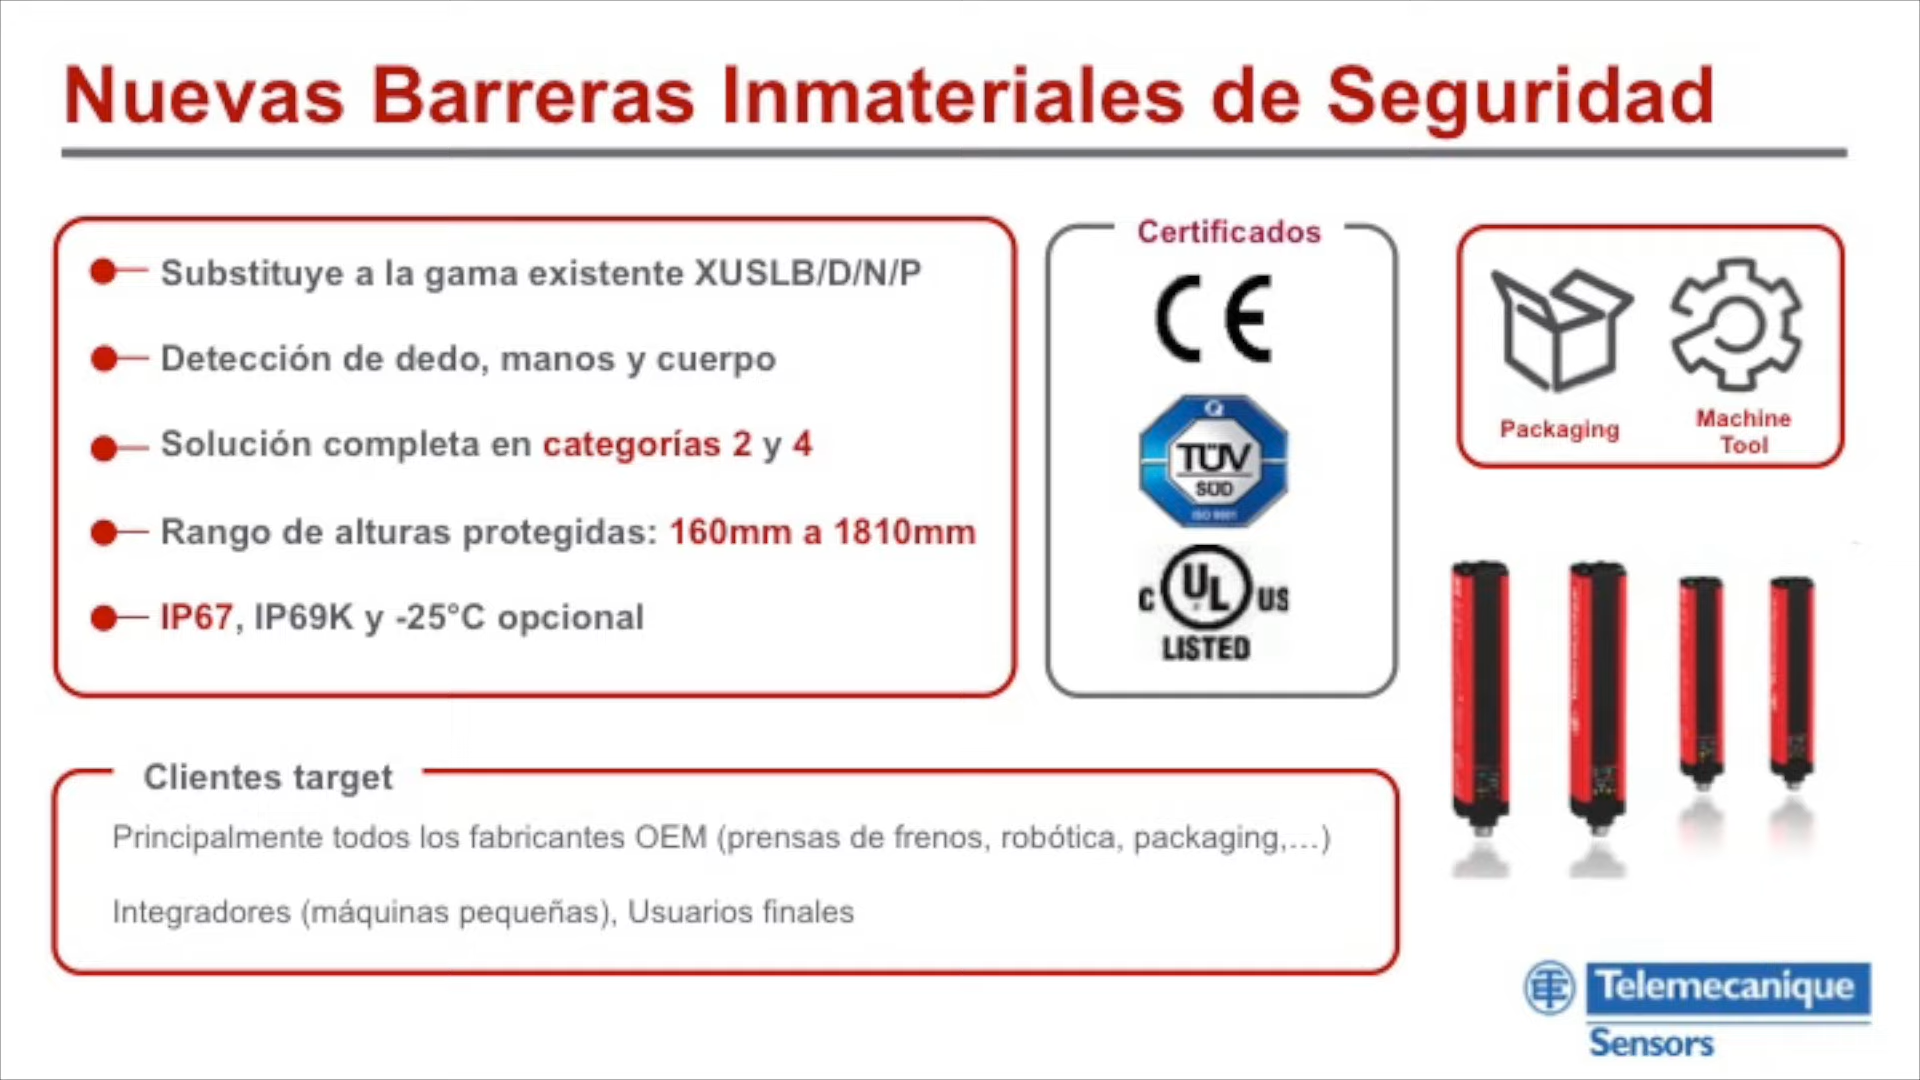 Nuevas Barreras Inmateriales de Seguridad
Substituye a la gama existente XUSLB/D/N/P
Detección de dedo, manos y cuerpo
Solución completa en categorías 2 y 4
Rango de alturas protegidas: 160mm a 1810mm
IP67, IP69K y -25°C opcional
Certificados
CE
TÜV
SÜD
ISO 9001
C UL US
LISTED
Packaging
Machine
Tool
Clientes target
Principalmente todos los fabricantes OEM (prensas de frenos, robótica, packaging,...)
Integradores (máquinas pequeñas), Usuarios finales
Telemecanique
Sensors